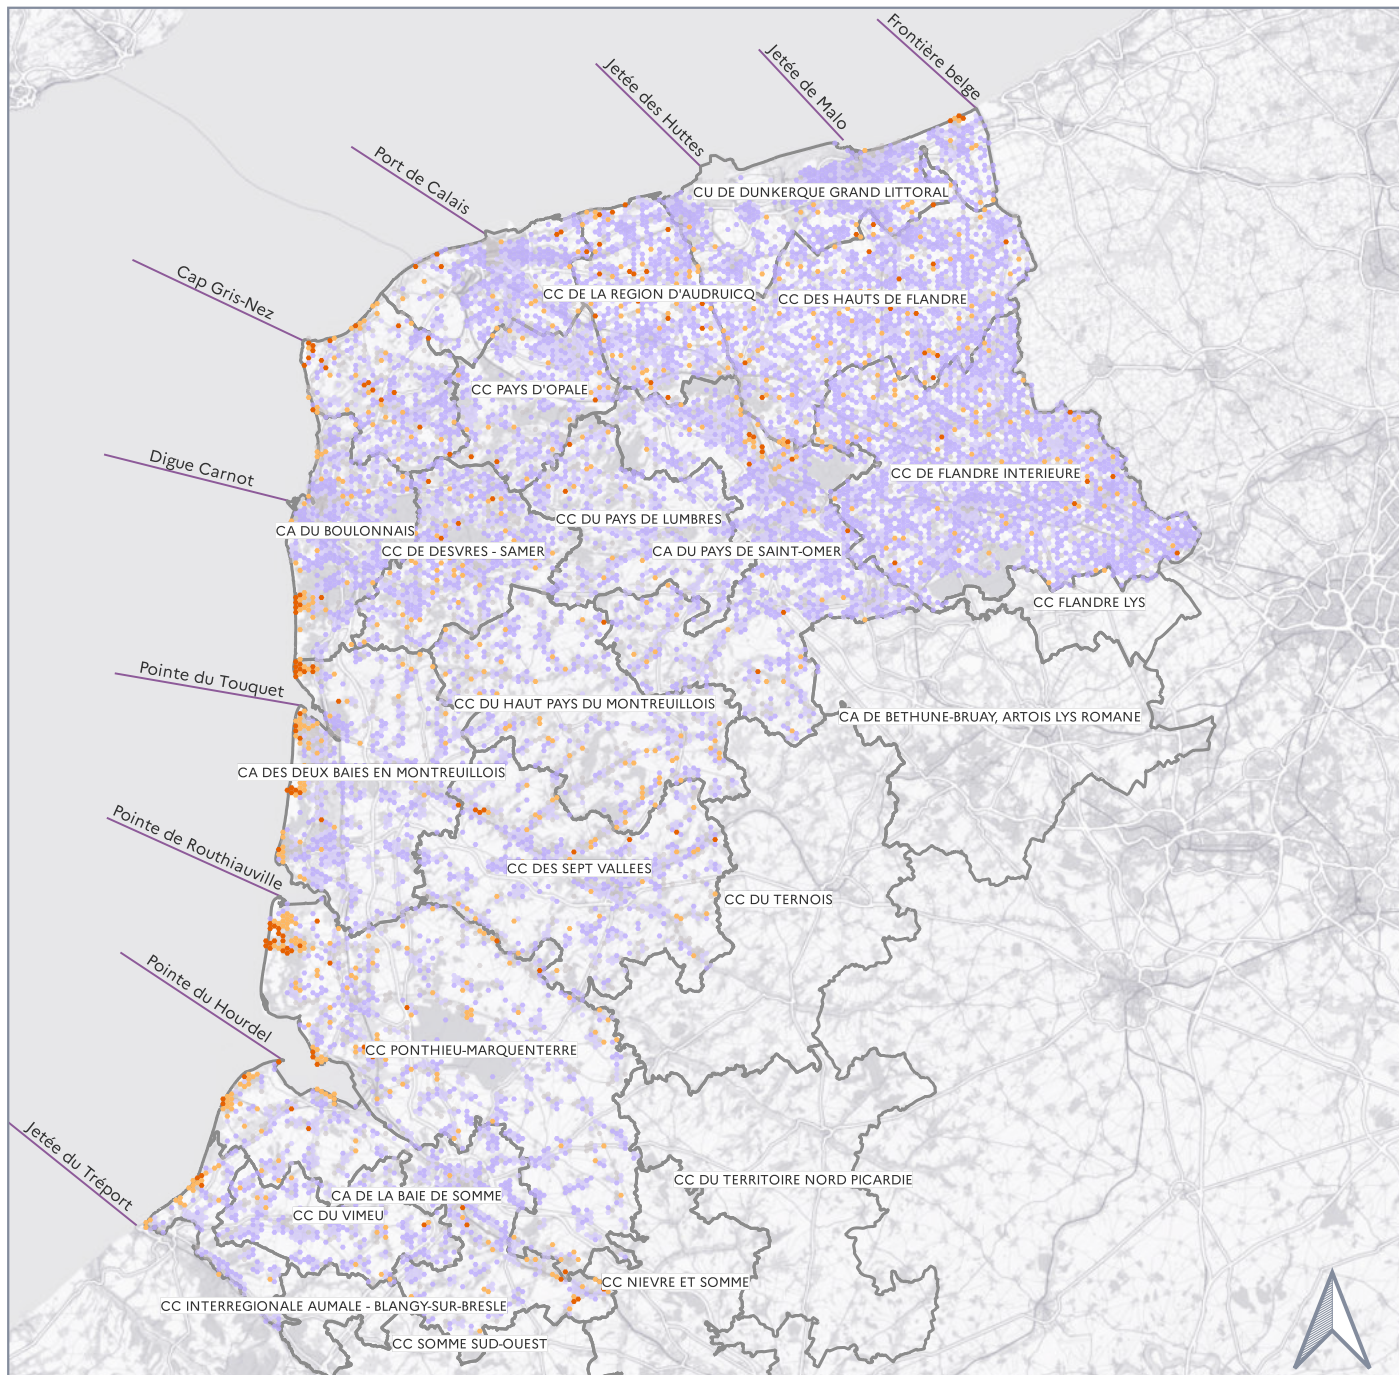 Frontière belge
Jetée de Malo
Jetée des Huttes
Port de Calais
CU DE DUNKERQUE GRAND LITTORAL
Cap Gris-Nez
CC DE LA REGION D'AUDRUICQ
CC DES HAUTS DE FLANDRE
CC PAYS D'OPALE
Digue Carnot
CC DE FLANDRE INTERIEURE
CC DU PAYS DE LUMBRES
CA DU BOULONNAIS
CC DE DESVRES - SAMER
CA DU PAYS DE SAINT-OMER
CC FLANDRE LYS
Pointe du Touquet
CC DU HAUT PAYS DU MONTREUILLOIS
CA DE BETHUNE-BRUAY, ARTOIS LYS ROMANE
CA DES DEUX BAIES EN MONTREUILLOIS
Pointe de Routhiauville
CC DES SEPT VALLEES
CC DU TERNOIS
Pointe du Hourdel
CC PONTHIEU-MARQUENTERRE
Jetée du Tréport
CC DU TERRITOIRE NORD PICARDIE
CA DE LA BAIE DE SOMME
CC DU VIMEU
CC NIEVRE ET SOMME
CC INTERREGIONALE AUMALE - BLANGY-SUR-BRESLE
CC SOMME SUD-OUEST